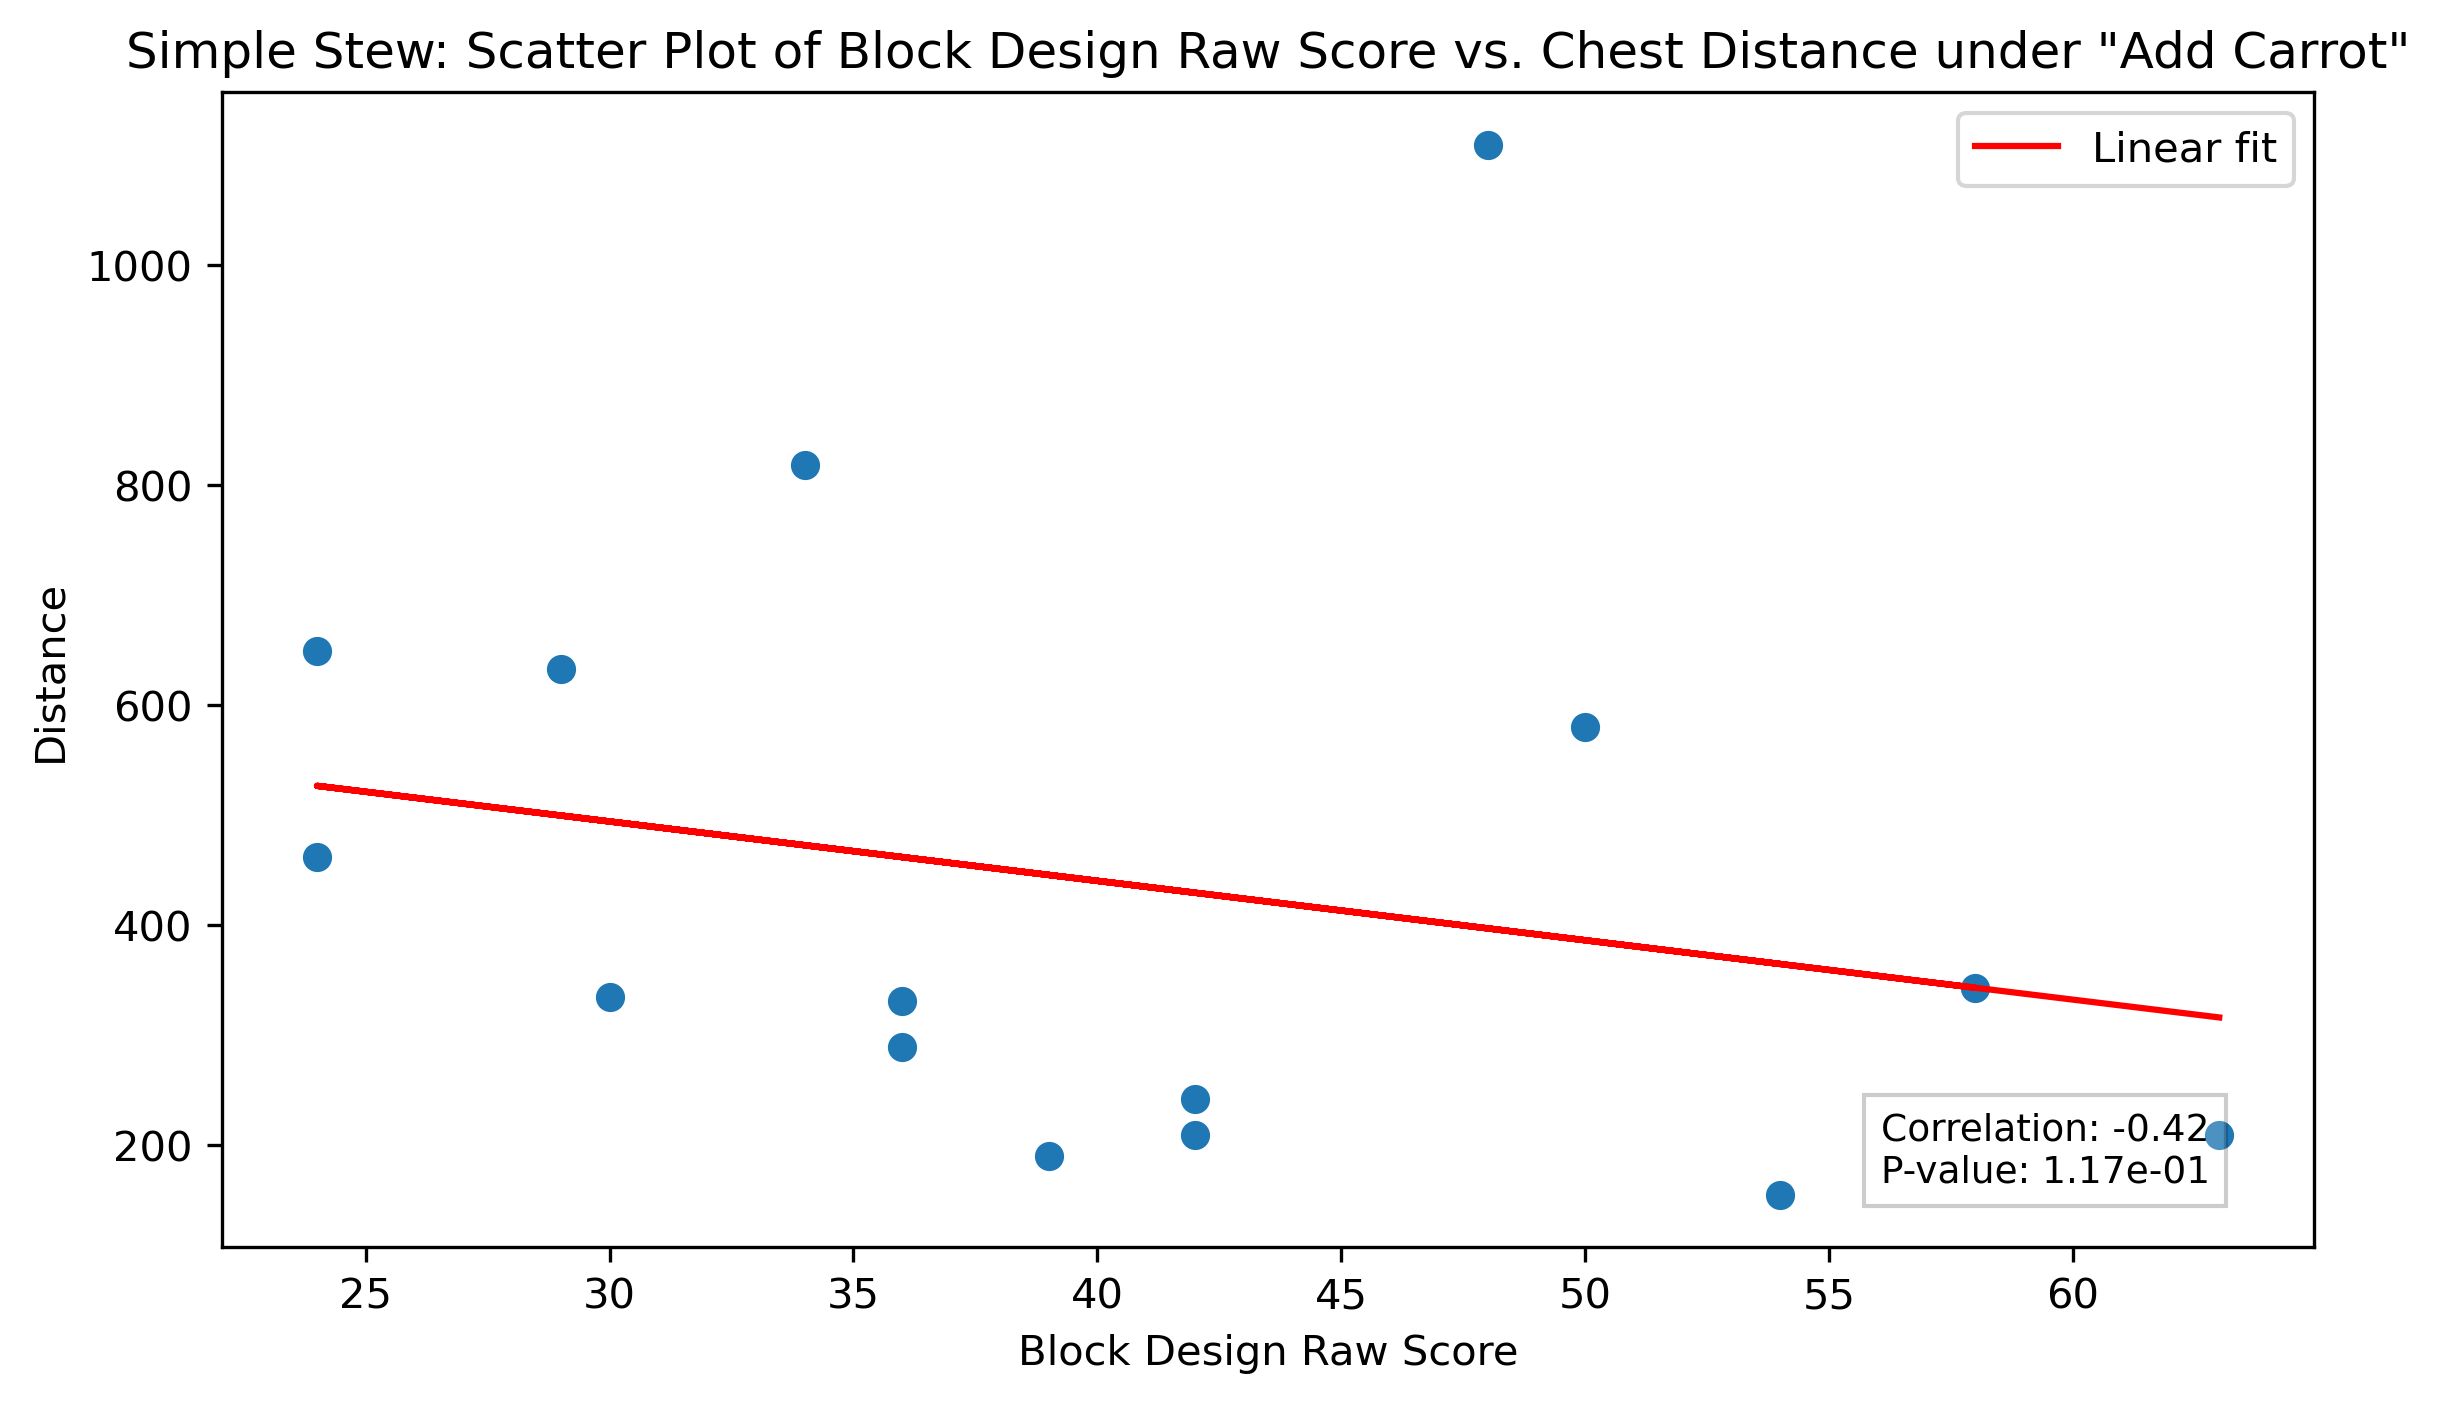 Simple Stew: Scatter Plot of Block Design Raw Score vs. Chest Distance under "Add Carrot"
Linear fit
1000
800
600
400
200
Distance
Correlation: -0.42
P-value: 1.17e-01
25 30 35 40 45 50 55 60
Block Design Raw Score